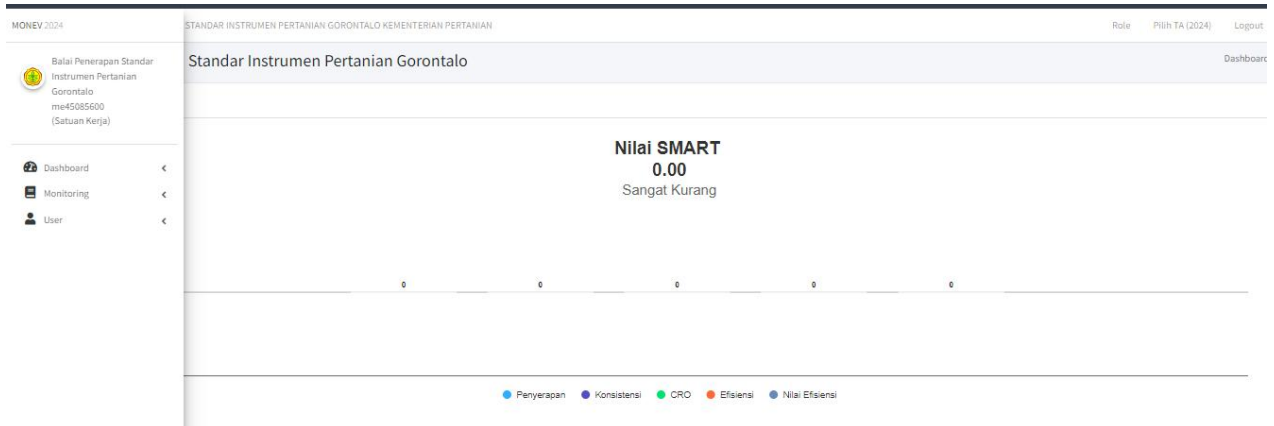 MONEV 2024
STANDAR INSTRUMEN PERTANIAN GORONTALO KEMENTERIAN PERTANIAN
Role
Pilih TA (2024)
Logout
Balai Penerapan Standar
Instrumen Pertanian
Gorontalo
me45085600
(Satuan Kerja)
Standar Instrumen Pertanian Gorontalo
Dashboard
Dashboard
Monitoring
User
Nilai SMART
0.00
Sangat Kurang
0 0 0 0 0
Penyerapan Konsistensi CRO Efisiensi Nilai Efisiensi